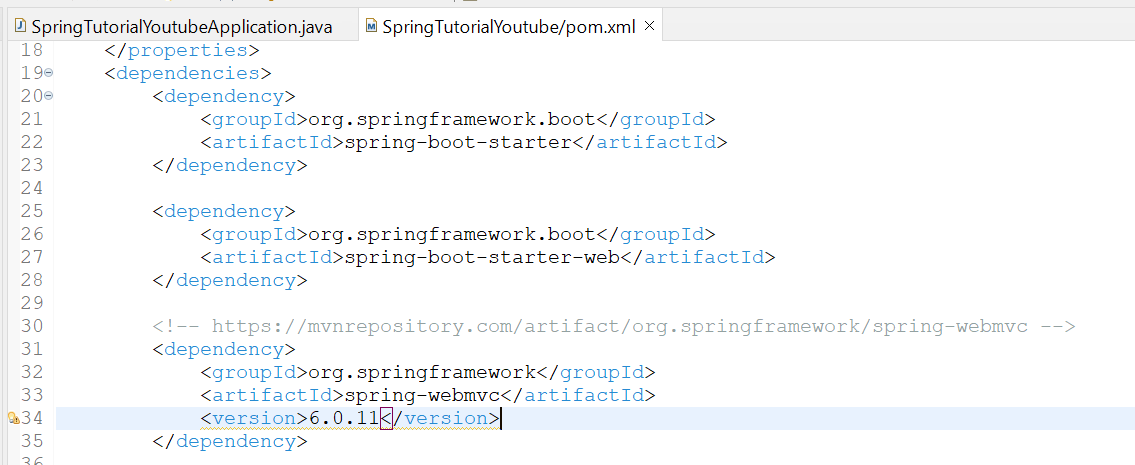 SpringTutorialYoutubeApplication.java SpringTutorialYoutube/pom.xml
18 </properties>
19 <dependencies>
20 <dependency>
21 <groupId>org.springframework.boot</groupId>
22 <artifactId>spring-boot-starter</artifactId>
23 </dependency>
24
25 <dependency>
26 <groupId>org.springframework.boot</groupId>
27 <artifactId>spring-boot-starter-web</artifactId>
28 </dependency>
29
30 <!-- https://mvnrepository.com/artifact/org.springframework/spring-webmvc -->
31 <dependency>
32 <groupId>org.springframework</groupId>
33 <artifactId>spring-webmvc</artifactId>
34 <version>6.0.11</version>
35 </dependency>
36